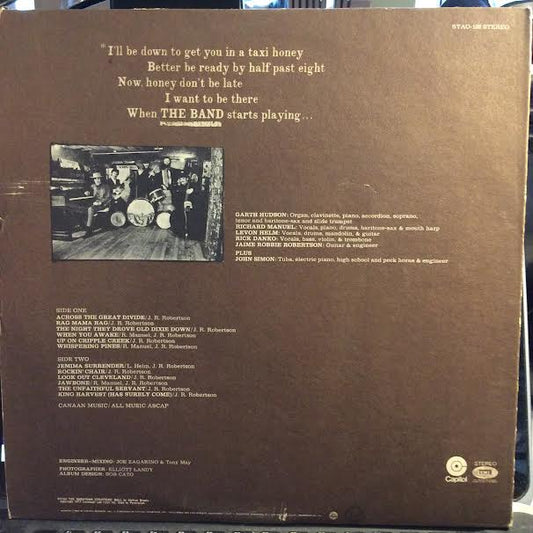 STAO-132 STEREO
"I'll be down to get you in a taxi honey
Better be ready by half past eight
Now, honey don't be late
I want to be there
When THE BAND starts playing...
GARTH HUDSON: Organ, clavinette, piano, accordion, soprano,
tenor and baritone-sax and slide trumpet
RICHARD MANUEL: Vocals, piano, drums, baritone-sax & mouth harp
LEVON HELM: Vocals, drums, mandolin, & guitar
RICK DANKO: Vocals, bass, violin, & trombone
JAIME ROBBIE ROBERTSON: Guitar & engineer
PLUS
JOHN SIMON: Tuba, electric piano, high school and peck horns & engineer
SIDE ONE
ACROSS THE GREAT DIVIDE/J. R. Robertson
RAG MAMA RAG/J. R. Robertson
THE NIGHT THEY DROVE OLD DIXIE DOWN/J. R. Robertson
WHEN YOU AWAKE/R. Manuel, J. R. Robertson
UP ON CRIPPLE CREEK/J. R. Robertson
WHISPERING PINES/R. Manuel, J. R. Robertson
SIDE TWO
JEMIMA SURRENDER/L. Helm, J. R. Robertson
ROCKIN' CHAIR/J. R. Robertson
LOOK OUT CLEVELAND/J. R. Robertson
JAWBONE/R. Manuel, J. R. Robertson
THE UNFAITHFUL SERVANT/J. R. Robertson
KING HARVEST (HAS SURELY COME)/J. R. Robertson
CANAAN MUSIC/ALL MUSIC ASCAP
ENGINEER-MIXING: JOE ZAGARINO & Tony May
PHOTOGRAPHER: ELLIOTT LANDY
ALBUM DESIGN: BOB CATO
Capitol
STEREO
EMI